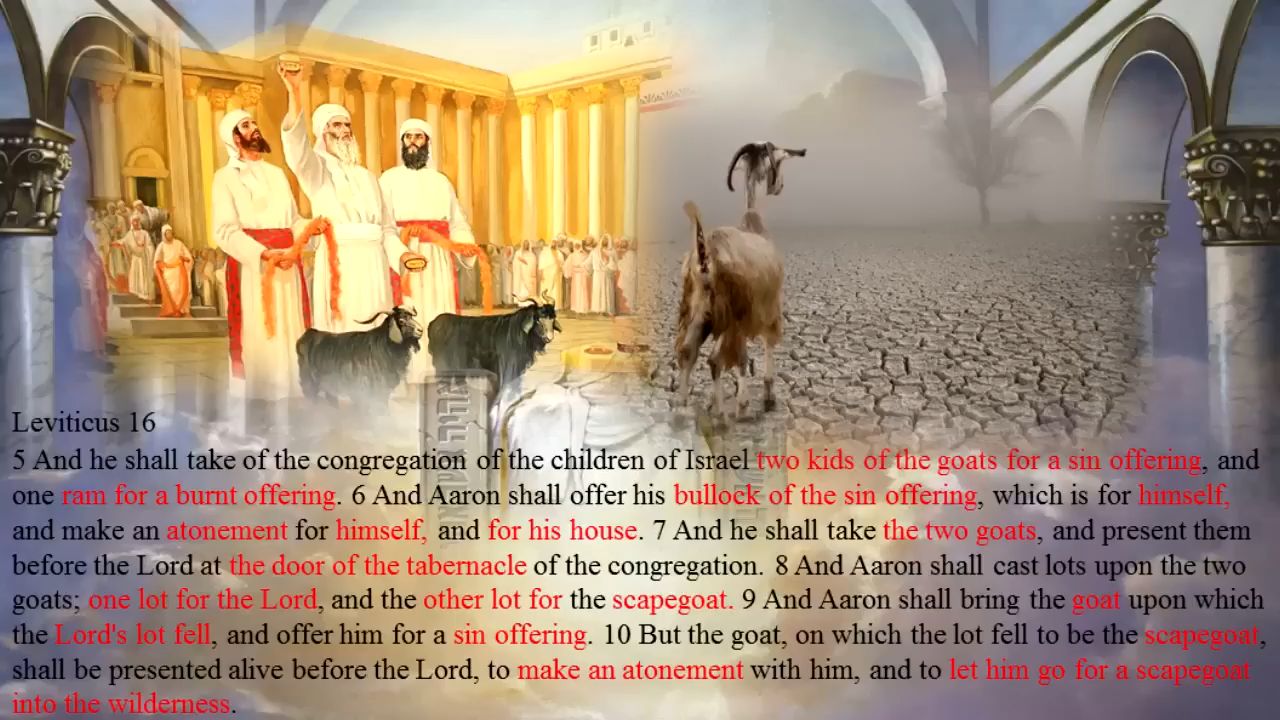 Leviticus 16
5 And he shall take of the congregation of the children of Israel two kids of the goats for a sin offering, and
one ram for a burnt offering. 6 And Aaron shall offer his bullock of the sin offering, which is for himself,
and make an atonement for himself, and for his house. 7 And he shall take the two goats, and present them
before the Lord at the door of the tabernacle of the congregation. 8 And Aaron shall cast lots upon the two
goats; one lot for the Lord, and the other lot for the scapegoat. 9 And Aaron shall bring the goat upon which
the Lord's lot fell, and offer him for a sin offering. 10 But the goat, on which the lot fell to be the scapegoat,
shall be presented alive before the Lord, to make an atonement with him, and to let him go for a scapegoat
into the wilderness.